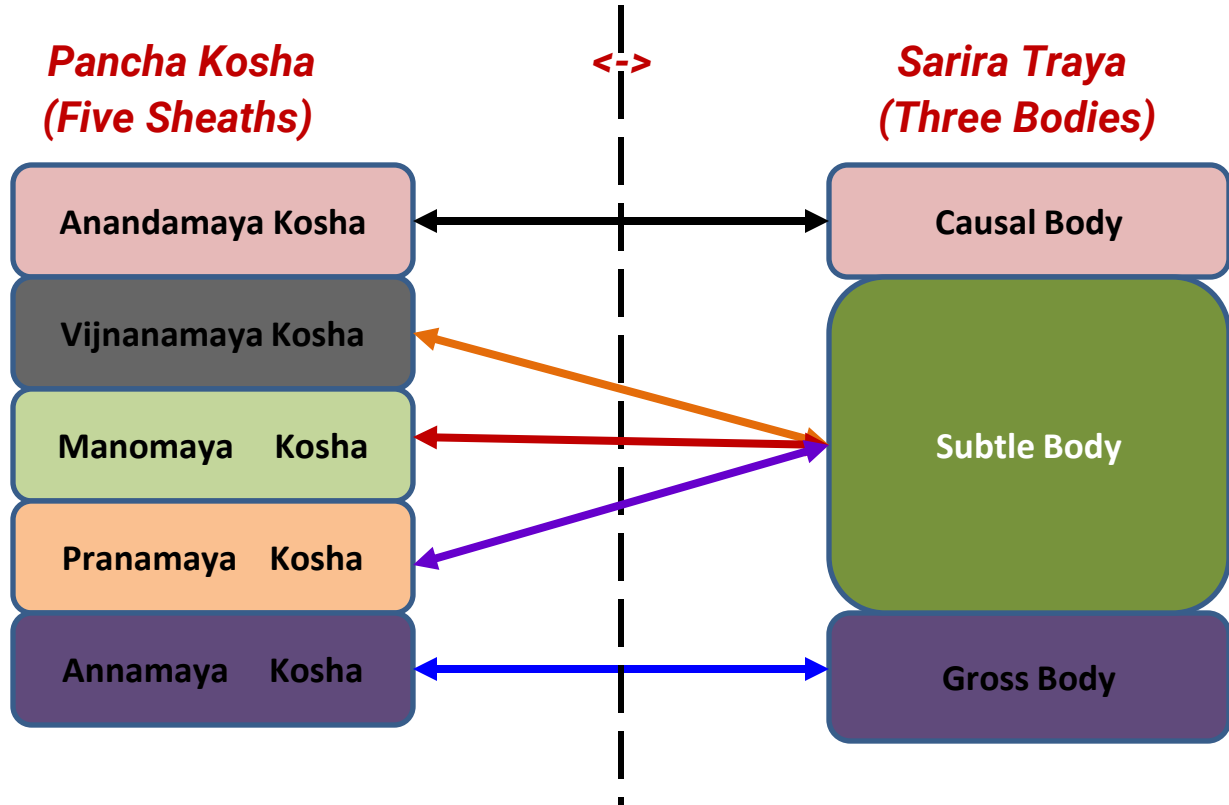 Pancha Kosha
(Five Sheaths)
<->
Sarira Traya
(Three Bodies)
Anandamaya Kosha
Causal Body
Vijnanamaya Kosha
Manomaya Kosha
Subtle Body
Pranamaya Kosha
Annamaya Kosha
Gross Body